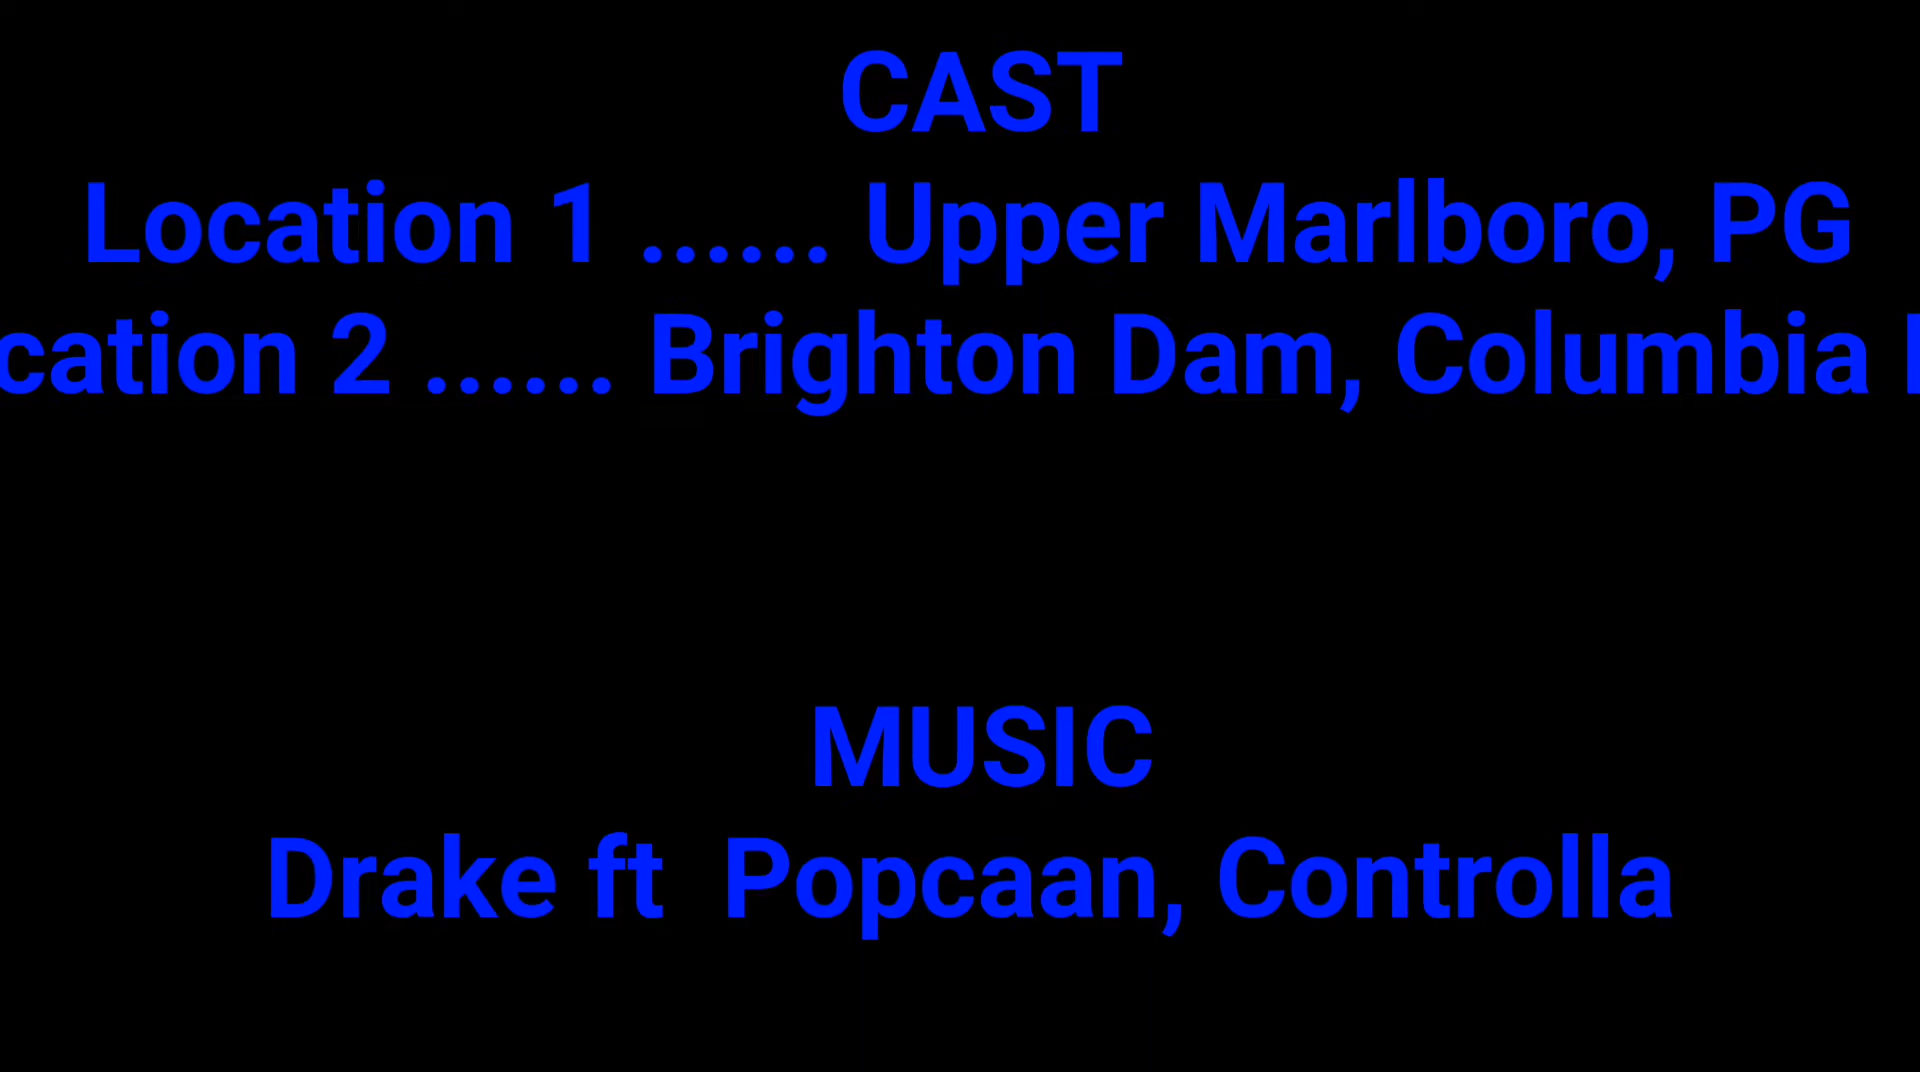 CAST
Location 1 ...... Upper Marlboro, PG
cation 2 ...... Brighton Dam, Columbia
MUSIC
Drake ft  Popcaan, Controlla